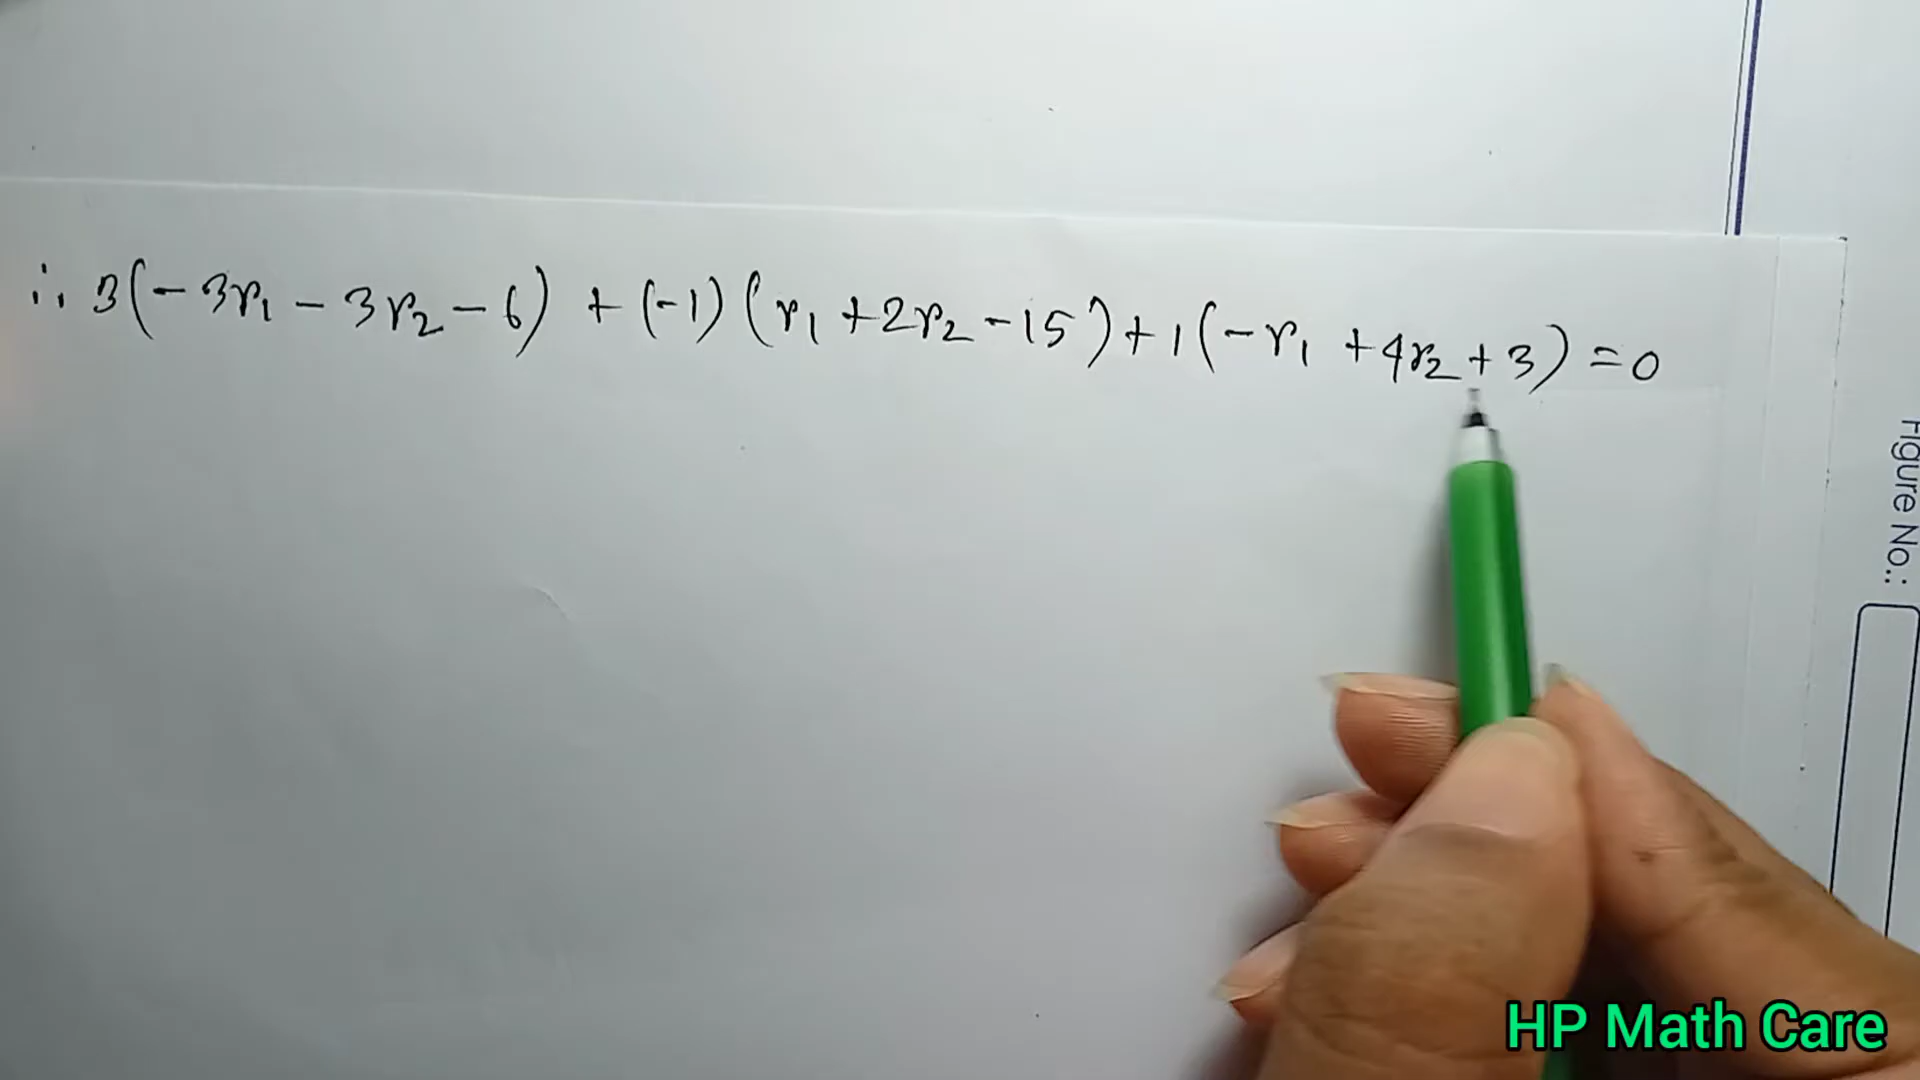 ∴ 3(-3r₁ - 3r₂ - 6) + (-1)(r₁ + 2r₂ - 15) + 1(-r₁ + 4r₂ + 3) = 0
Figure No.:
HP Math Care